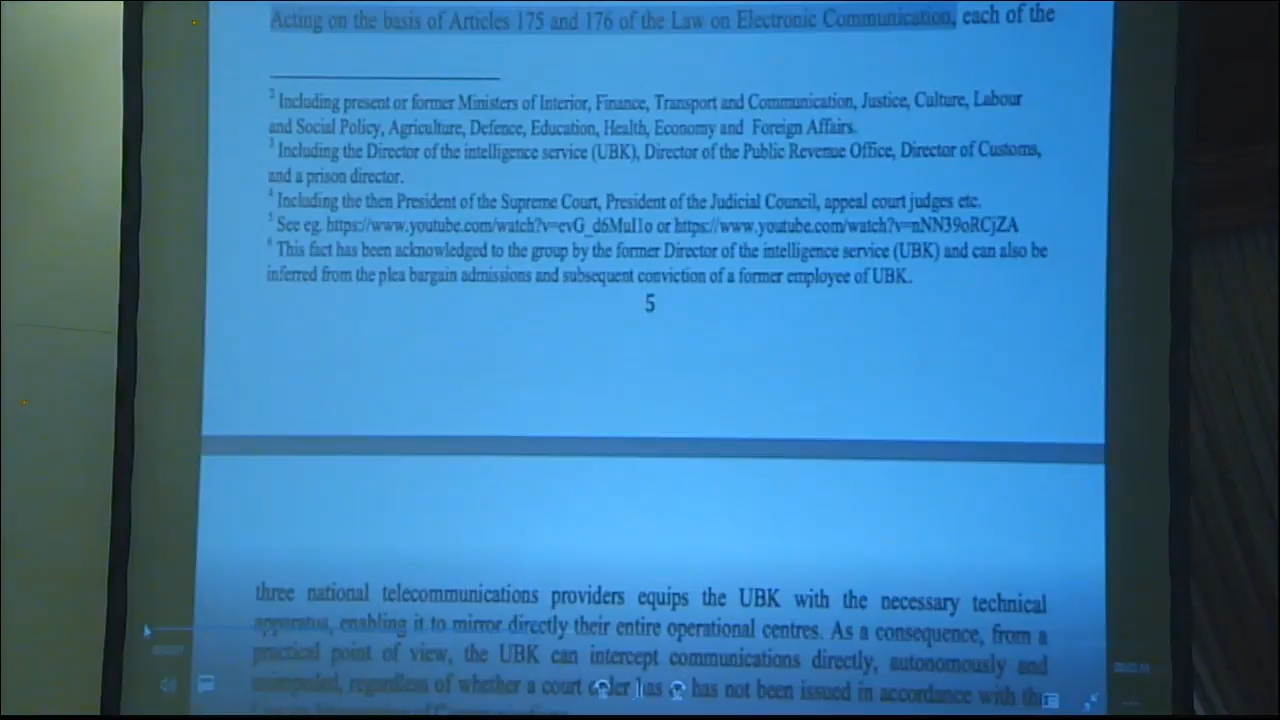 Acting on the basis of Articles 175 and 176 of the Law on Electronic Communication, each of the
2 Including present or former Ministers of Interior, Finance, Transport and Communication, Justice, Culture, Labour
and Social Policy, Agriculture, Defence, Education, Health, Economy and Foreign Affairs.
3 Including the Director of the intelligence service (UBK), Director of the Public Revenue Office, Director of Customs,
and a prison director.
4 Including the then President of the Supreme Court, President of the Judicial Council, appeal court judges etc.
5 See eg. https://www.youtube.com/watch?v=evG_d6MuI1o or https://www.youtube.com/watch?v=nNN39oRCjZA
6 This fact has been acknowledged to the group by the former Director of the intelligence service (UBK) and can also be
inferred from the plea bargain admissions and subsequent conviction of a former employee of UBK.
5
three national telecommunications providers equips the UBK with the necessary technical
apparatus, enabling it to mirror directly their entire operational centres. As a consequence, from a
practical point of view, the UBK can intercept communications directly, autonomously and
unimpeded, regardless of whether a court order has or has not been issued in accordance with the